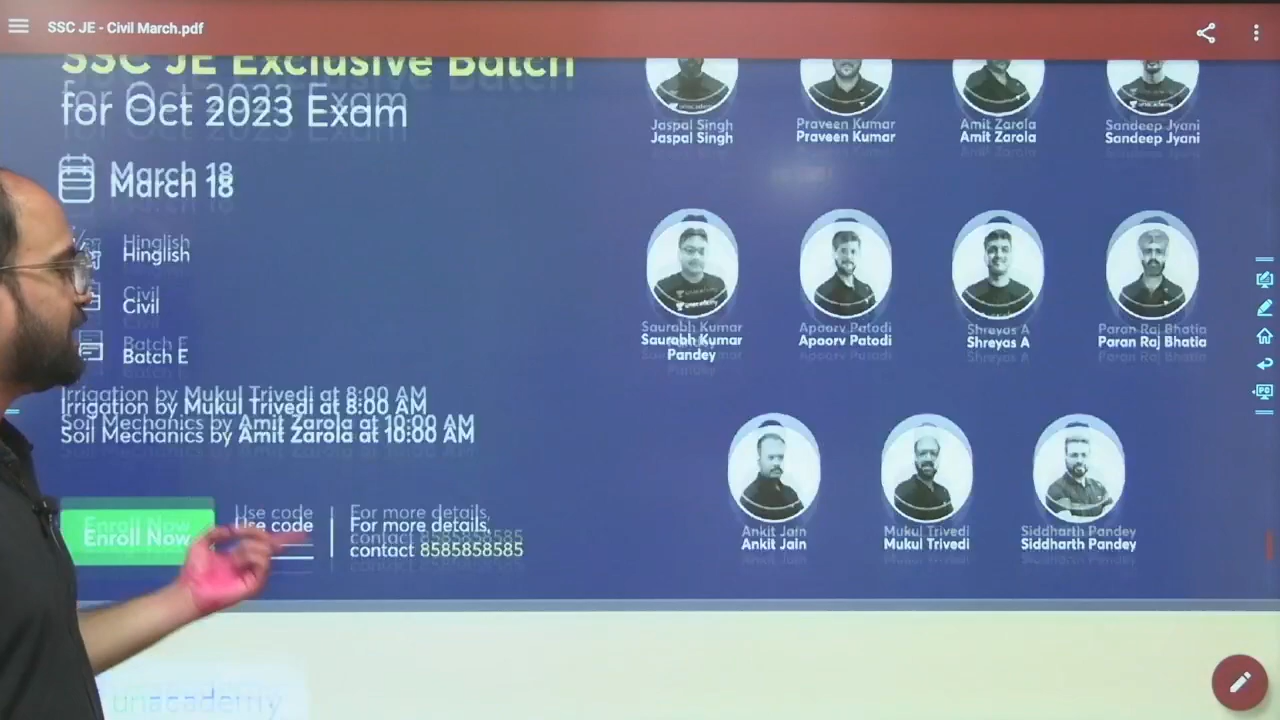 SSC JE - Civil March.pdf
SSC JE Exclusive Batch
for Oct 2023 Exam
March 18
Hinglish
Civil
Batch E
Irrigation by Mukul Trivedi at 8:00 AM
Soil Mechanics by Amit Zarola at 10:00 AM
Enroll Now
Use code
For more details,
contact 8585858585
Jaspal Singh
Praveen Kumar
Amit Zarola
Sandeep Jyani
Saurabh Kumar
Pandey
Apoorv Patodi
Shreyas A
Paran Raj Bhatia
Ankit Jain
Mukul Trivedi
Siddharth Pandey
unacademy